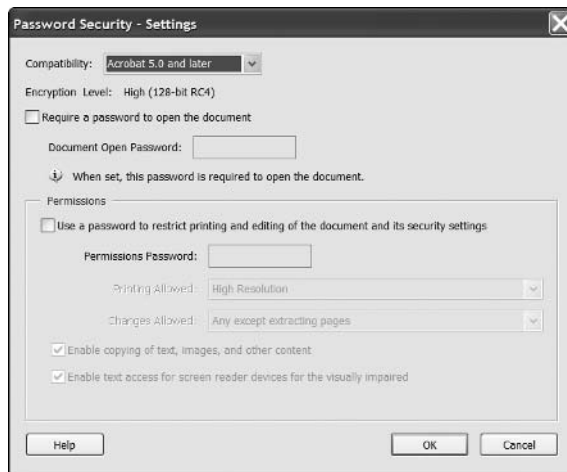 Password Security - Settings
Compatibility: Acrobat 5.0 and later
Encryption Level: High (128-bit RC4)
Require a password to open the document
Document Open Password:
When set, this password is required to open the document.
Permissions
Use a password to restrict printing and editing of the document and its security settings
Permissions Password:
Printing Allowed: High Resolution
Changes Allowed: Any except extracting pages
Enable copying of text, images, and other content
Enable text access for screen reader devices for the visually impaired
Help OK Cancel